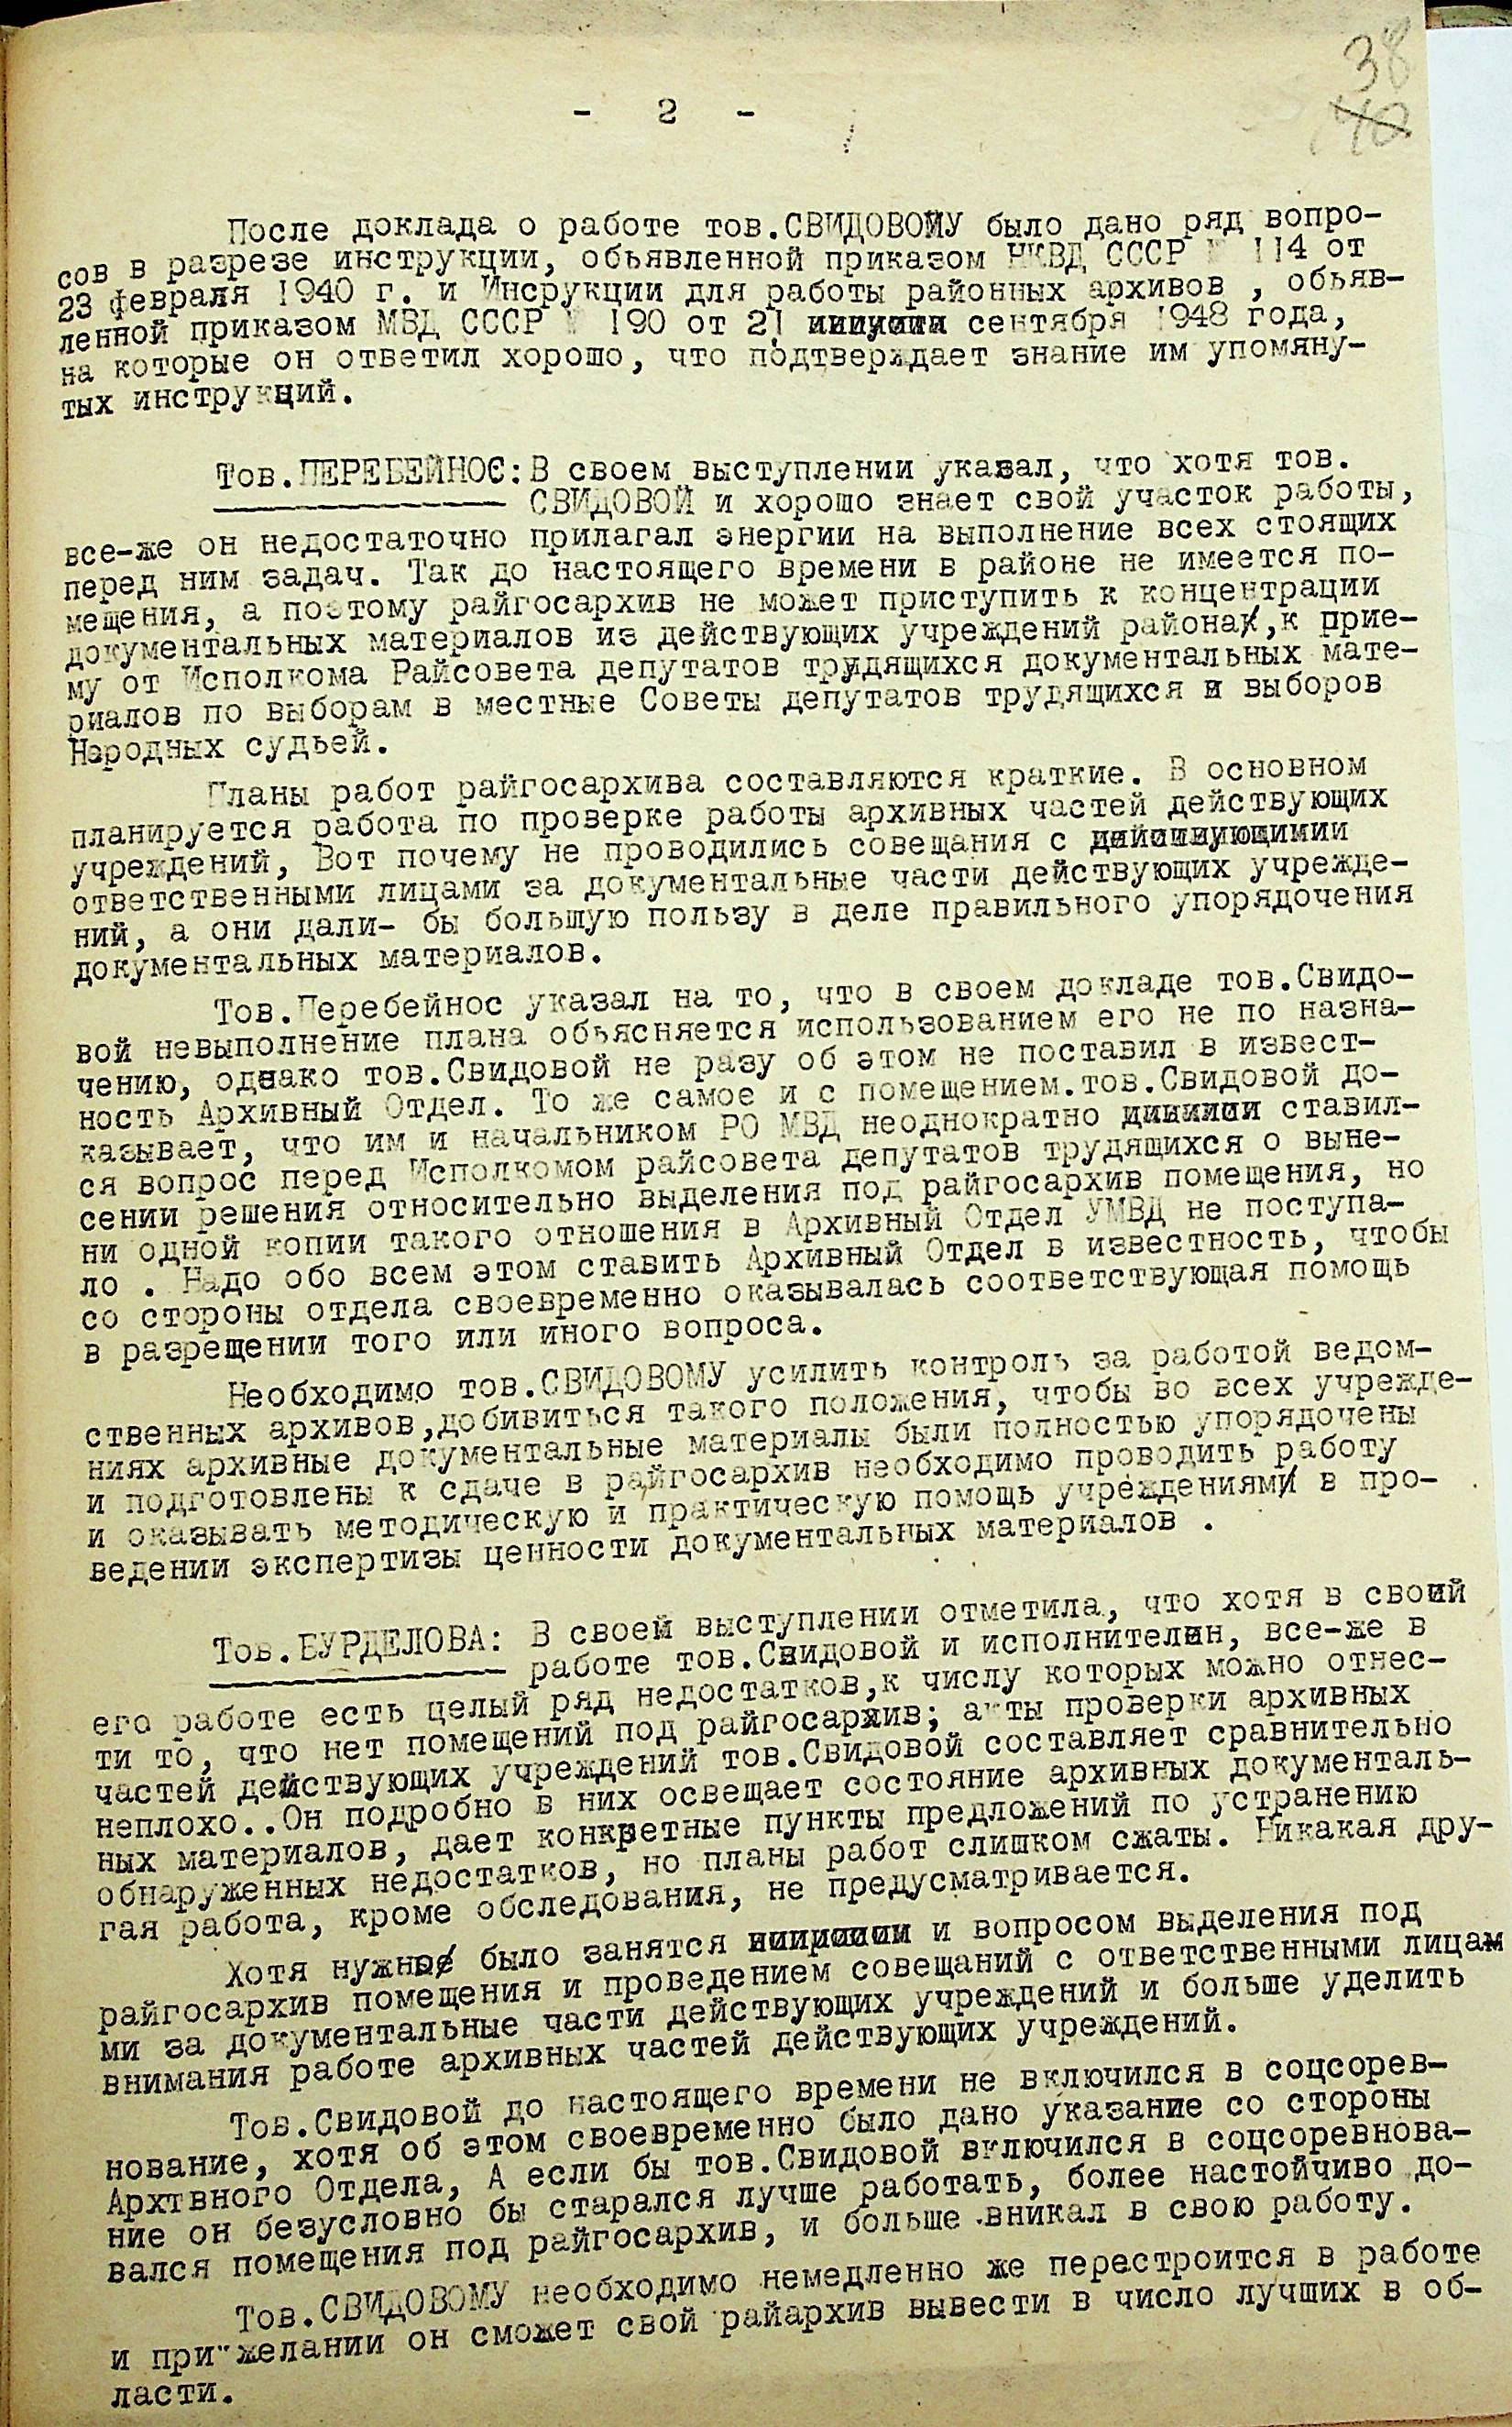 38
40
- 2 -
После доклада о работе тов.СВИДОВОМУ было дано ряд вопро-
сов в разрезе инструкции, обьявленной приказом НКВД СССР № 114 от
23 февраля 1940 г. и Инсрукции для работы районных архивов , обьяв-
ленной приказом МВД СССР № 190 от 21 сентября 1948 года,
на которые он ответил хорошо, что подтверждает знание им упомяну-
тых инструкций.
Тов.ПЕРЕБЕЙНОС: В своем выступлении указал, что хотя тов.
СВИДОВОЙ и хорошо знает свой участок работы,
все-же он недостаточно прилагал энергии на выполнение всех стоящих
перед ним задач. Так до настоящего времени в районе не имеется по-
мещения, а поэтому райгосархив не может приступить к концентрации
документальных материалов из действующих учреждений района,к прие-
му от Исполкома Райсовета депутатов трудящихся документальных мате-
риалов по выборам в местные Советы депутатов трудящихся и выборов
Народных судьей.
Планы работ райгосархива составляются краткие. В основном
планируется работа по проверке работы архивных частей действующих
учреждений, Вот почему не проводились совещания с
ответственными лицами за документальные части действующих учрежде-
ний, а они дали- бы большую пользу в деле правильного упорядочения
документальных материалов.
Тов.Перебейнос указал на то, что в своем докладе тов.Свидо-
вой невыполнение плана обьясняется использованием его не по назна-
чению, однако тов.Свидовой не разу об этом не поставил в извест-
ность Архивный Отдел. То же самое и с помещением.тов.Свидовой до-
казывает, что им и начальником РО МВД неоднократно ставил-
ся вопрос перед Исполкомом райсовета депутатов трудящихся о выне-
сении решения относительно выделения под райгосархив помещения, но
ни одной копии такого отношения в Архивный Отдел УМВД не поступа-
ло . Надо обо всем этом ставить Архивный Отдел в известность, чтобы
со стороны отдела своевременно оказывалась соответствующая помощь
в разрещении того или иного вопроса.
Необходимо тов.СВИДОВОМУ усилить контроль за работой ведом-
ственных архивов,добивиться такого положения, чтобы во всех учрежде-
ниях архивные документальные материалы были полностью упорядочены
и подготовлены к сдаче в райгосархив необходимо проводить работу
и оказывать методическую и практическую помощь учреждениям в про-
ведении экспертизы ценности документальных материалов .
Тов.БУРДЕЛОВА: В своей выступлении отметила, что хотя в своий
работе тов.Свидовой и исполнителен, все-же в
его работе есть целый ряд недостатков,к числу которых можно отнес-
ти то, что нет помещений под райгосархив; акты проверки архивных
частей действующих учреждений тов.Свидовой составляет сравнительно
неплохо..Он подробно в них освещает состояние архивных документаль-
ных материалов, дает конкретные пункты предложений по устранению
обнаруженных недостатков, но планы работ слишком сжаты. Никакая дру-
гая работа, кроме обследования, не предусматривается.
Хотя нужно было занятся и вопросом выделения под
райгосархив помещения и проведением совещаний с ответственными лицам
ми за документальные части действующих учреждений и больше уделить
внимания работе архивных частей действующих учреждений.
Тов.Свидовой до настоящего времени не включился в соцсорев-
нование, хотя об этом своевременно было дано указание со стороны
Архтвного Отдела, А если бы тов.Свидовой включился в соцсоревнова-
ние он безусловно бы старался лучше работать, более настойчиво до-
вался помещения под райгосархив, и больше вникал в свою работу.
Тов.СВИДОВОМУ необходимо немедленно же перестроится в работе
и при желании он сможет свой райархив вывести в число лучших в об-
ласти.